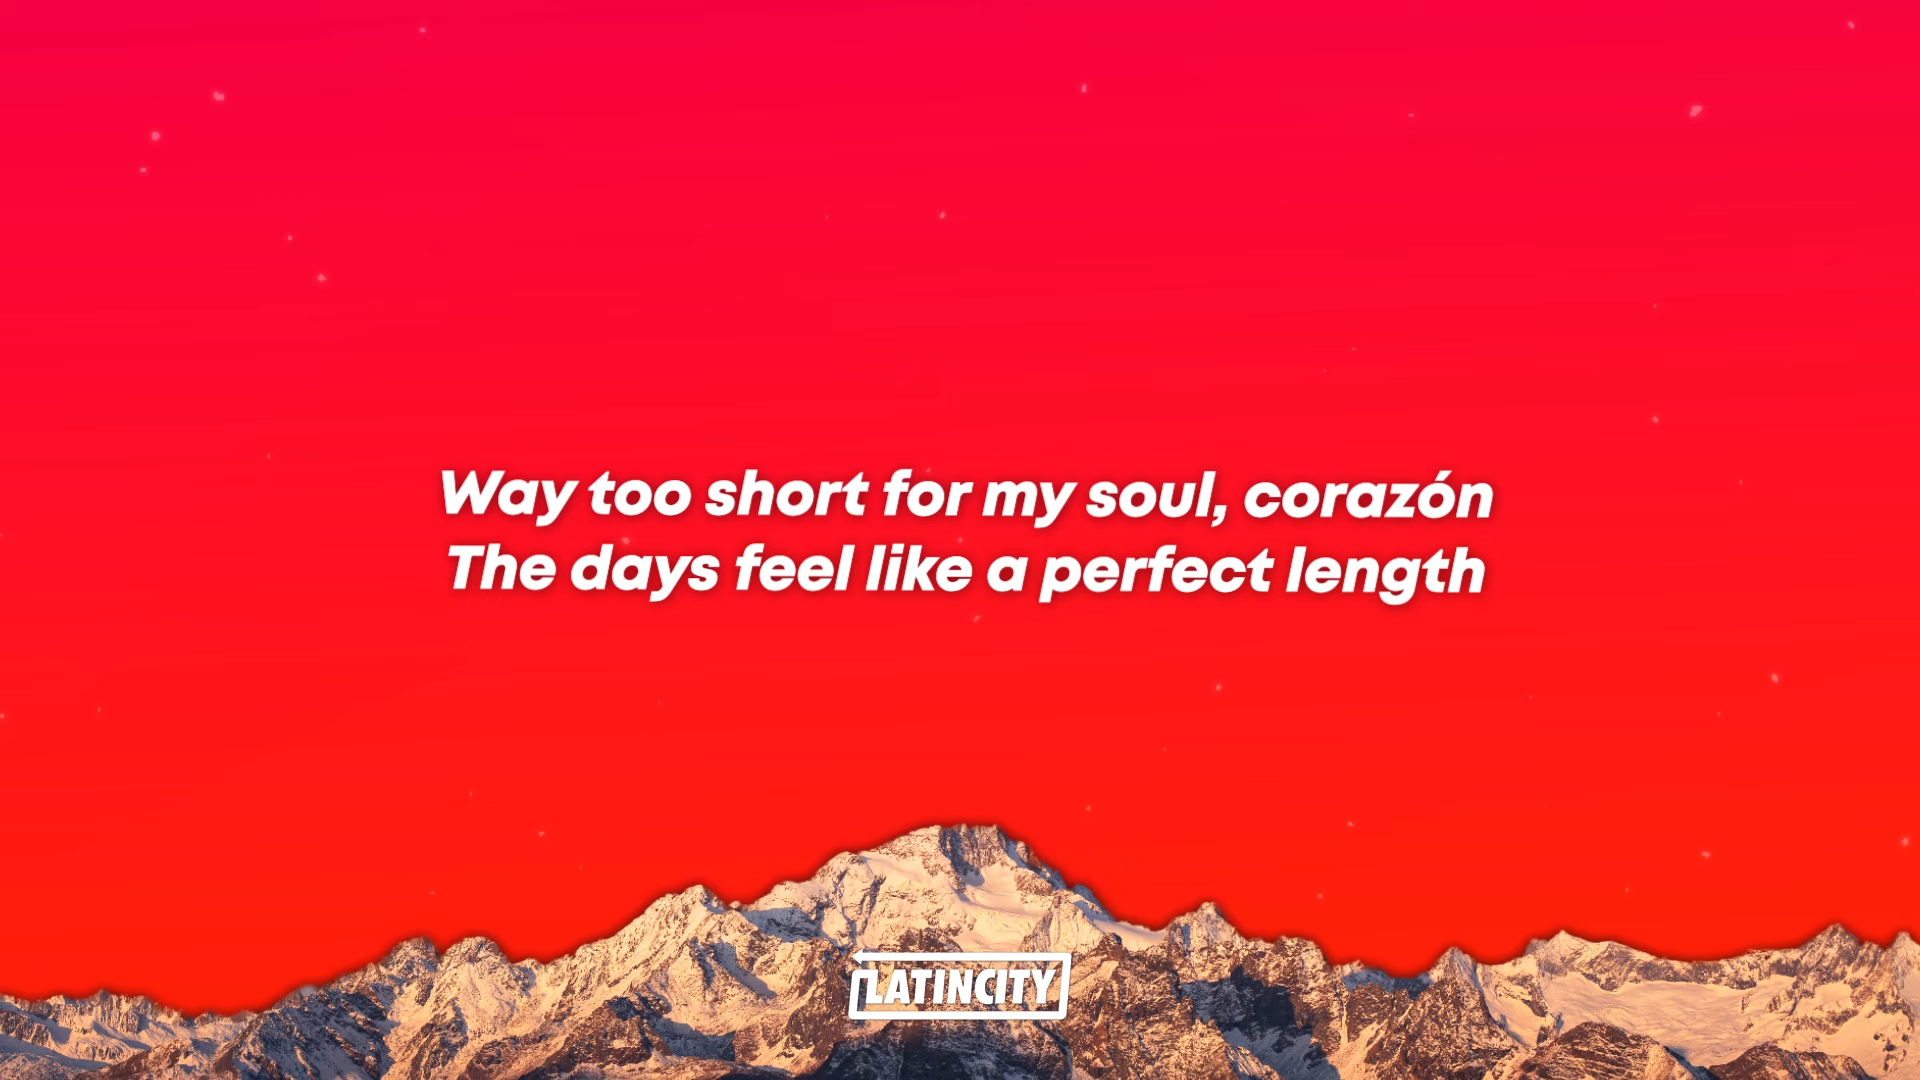 Way too short for my soul, corazón
The days feel like a perfect length
LATINCITY